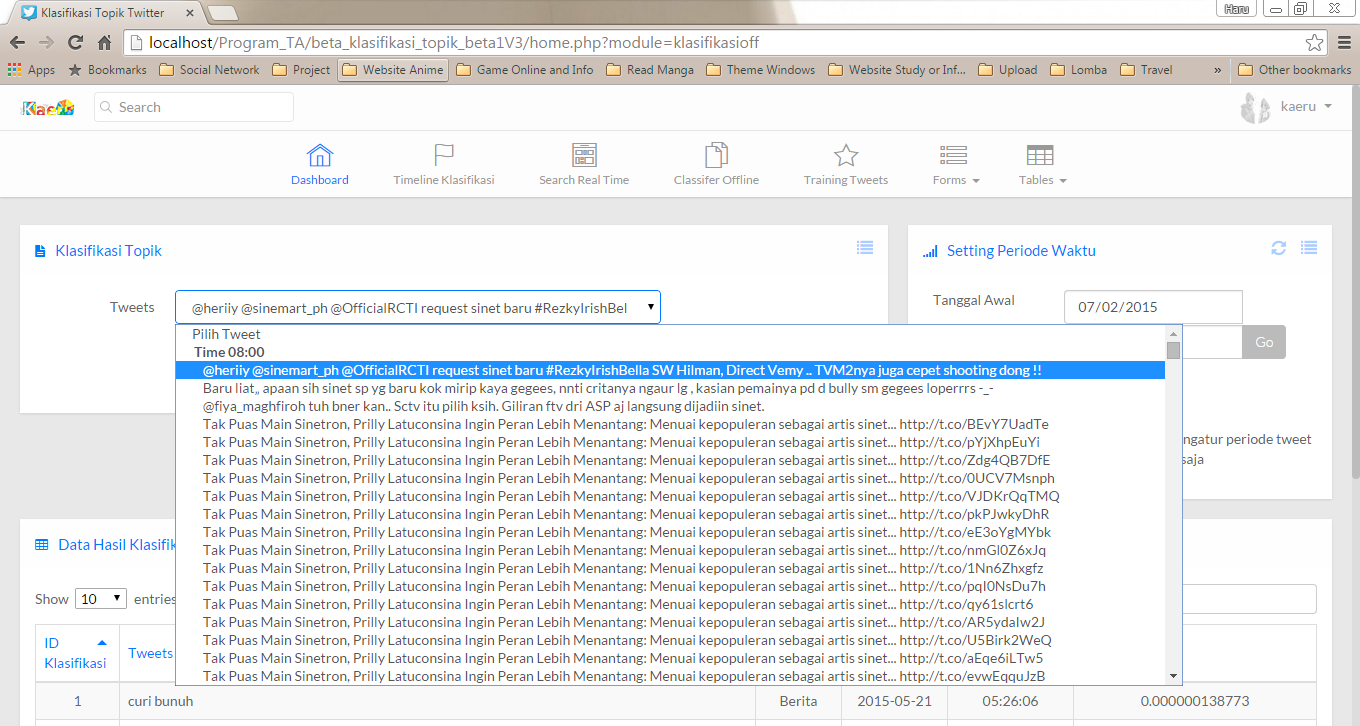 Klasifikasi Topik Twitter
Haru
localhost/Program_TA/beta_klasifikasi_topik_beta1V3/home.php?module=klasifikasioff
Apps Bookmarks Social Network Project Website Anime Game Online and Info Read Manga Theme Windows Website Study or Inf... Upload Lomba Travel » Other bookmarks
Search
kaeru
Dashboard Timeline Klasifikasi Search Real Time Classifer Offline Training Tweets Forms Tables
Klasifikasi Topik
Setting Periode Waktu
Tweets @heriiy @sinemart_ph @OfficialRCTI request sinet baru #RezkyIrishBel
Tanggal Awal 07/02/2015
Go
Pilih Tweet
Time 08:00
@heriiy @sinemart_ph @OfficialRCTI request sinet baru #RezkyIrishBella SW Hilman, Direct Vemy .. TVM2nya juga cepet shooting dong !!
Baru liat,, apaan sih sinet sp yg baru kok mirip kaya gegees, nnti critanya ngaur lg , kasian pemainya pd d bully sm gegees loperrrs -_-
@fiya_maghfiroh tuh bner kan.. Sctv itu pilih ksih. Giliran ftv dri ASP aj langsung dijadiin sinet.
Tak Puas Main Sinetron, Prilly Latuconsina Ingin Peran Lebih Menantang: Menuai kepopuleran sebagai artis sinet... http://t.co/BEvY7UadTe
Tak Puas Main Sinetron, Prilly Latuconsina Ingin Peran Lebih Menantang: Menuai kepopuleran sebagai artis sinet... http://t.co/pYjXhpEuYi
Tak Puas Main Sinetron, Prilly Latuconsina Ingin Peran Lebih Menantang: Menuai kepopuleran sebagai artis sinet... http://t.co/Zdg4QB7DfE
Tak Puas Main Sinetron, Prilly Latuconsina Ingin Peran Lebih Menantang: Menuai kepopuleran sebagai artis sinet... http://t.co/0UCV7Msnph
Tak Puas Main Sinetron, Prilly Latuconsina Ingin Peran Lebih Menantang: Menuai kepopuleran sebagai artis sinet... http://t.co/VJDKrQqTMQ
Tak Puas Main Sinetron, Prilly Latuconsina Ingin Peran Lebih Menantang: Menuai kepopuleran sebagai artis sinet... http://t.co/pkPJwkyDhR
Tak Puas Main Sinetron, Prilly Latuconsina Ingin Peran Lebih Menantang: Menuai kepopuleran sebagai artis sinet... http://t.co/eE3oYgMYbk
Tak Puas Main Sinetron, Prilly Latuconsina Ingin Peran Lebih Menantang: Menuai kepopuleran sebagai artis sinet... http://t.co/nmGl0Z6xJq
Tak Puas Main Sinetron, Prilly Latuconsina Ingin Peran Lebih Menantang: Menuai kepopuleran sebagai artis sinet... http://t.co/1Nn6Zhxgfz
Tak Puas Main Sinetron, Prilly Latuconsina Ingin Peran Lebih Menantang: Menuai kepopuleran sebagai artis sinet... http://t.co/pqI0NsDu7h
Tak Puas Main Sinetron, Prilly Latuconsina Ingin Peran Lebih Menantang: Menuai kepopuleran sebagai artis sinet... http://t.co/qy61slcrt6
Tak Puas Main Sinetron, Prilly Latuconsina Ingin Peran Lebih Menantang: Menuai kepopuleran sebagai artis sinet... http://t.co/AR5ydaIw2J
Tak Puas Main Sinetron, Prilly Latuconsina Ingin Peran Lebih Menantang: Menuai kepopuleran sebagai artis sinet... http://t.co/U5Birk2WeQ
Tak Puas Main Sinetron, Prilly Latuconsina Ingin Peran Lebih Menantang: Menuai kepopuleran sebagai artis sinet... http://t.co/aEqe6iLTw5
Tak Puas Main Sinetron, Prilly Latuconsina Ingin Peran Lebih Menantang: Menuai kepopuleran sebagai artis sinet... http://t.co/evwEqquJzB
ngatur periode tweet
saja
Data Hasil Klasifik
Show 10 entries
ID Klasifikasi Tweets
1 curi bunuh Berita 2015-05-21 05:26:06 0.000000138773